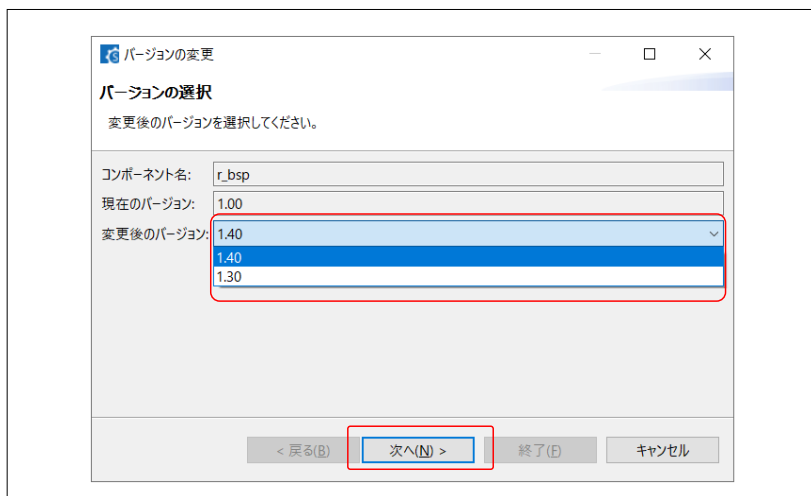 バージョンの変更
バージョンの選択
変更後のバージョンを選択してください。
コンポーネント名: r_bsp
現在のバージョン: 1.00
変更後のバージョン: 1.40
1.40
1.30
< 戻る(B) 次へ(N) > 終了(F) キャンセル